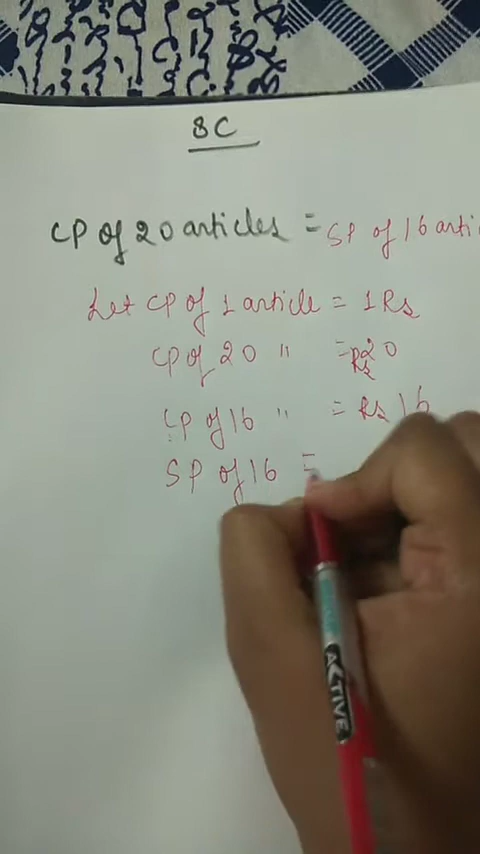 8C
CP of 20 articles = SP of 16 arti
Let CP of 1 article = 1 Rs
CP of 20 " = Rs 20
CP of 16 " = Rs 16
SP of 16 =
ACTIVE